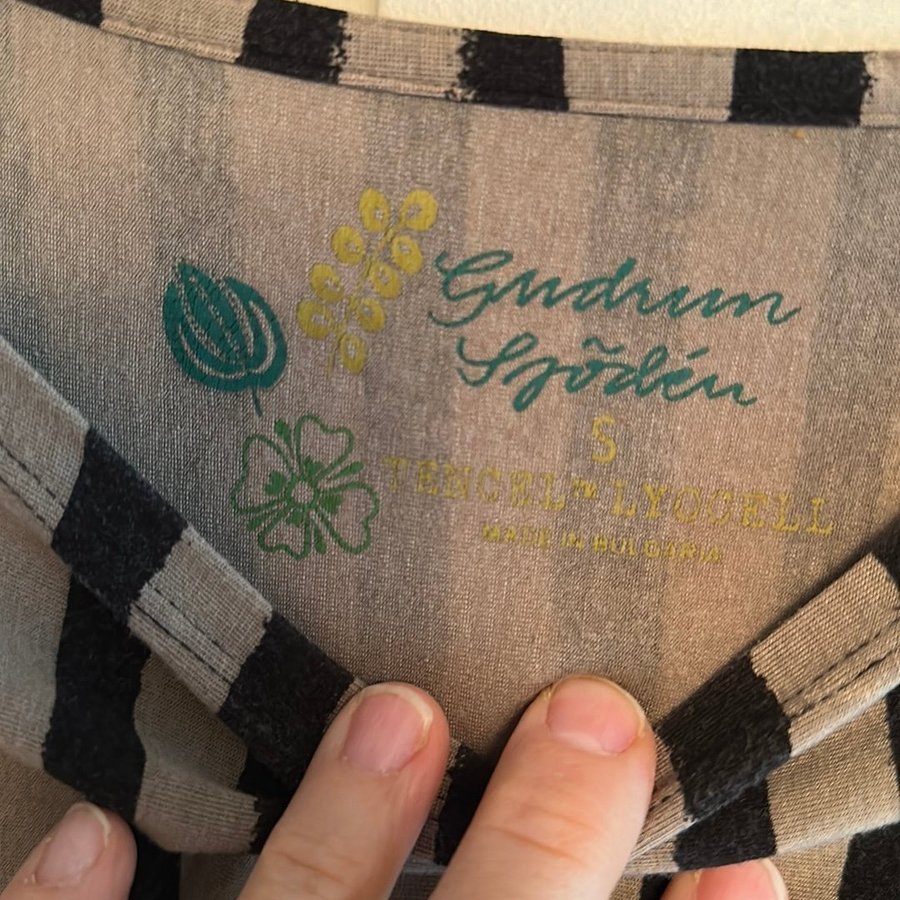 Gudrun
Sjödén
S
TENCEL™ LYOCELL
MADE IN BULGARIA